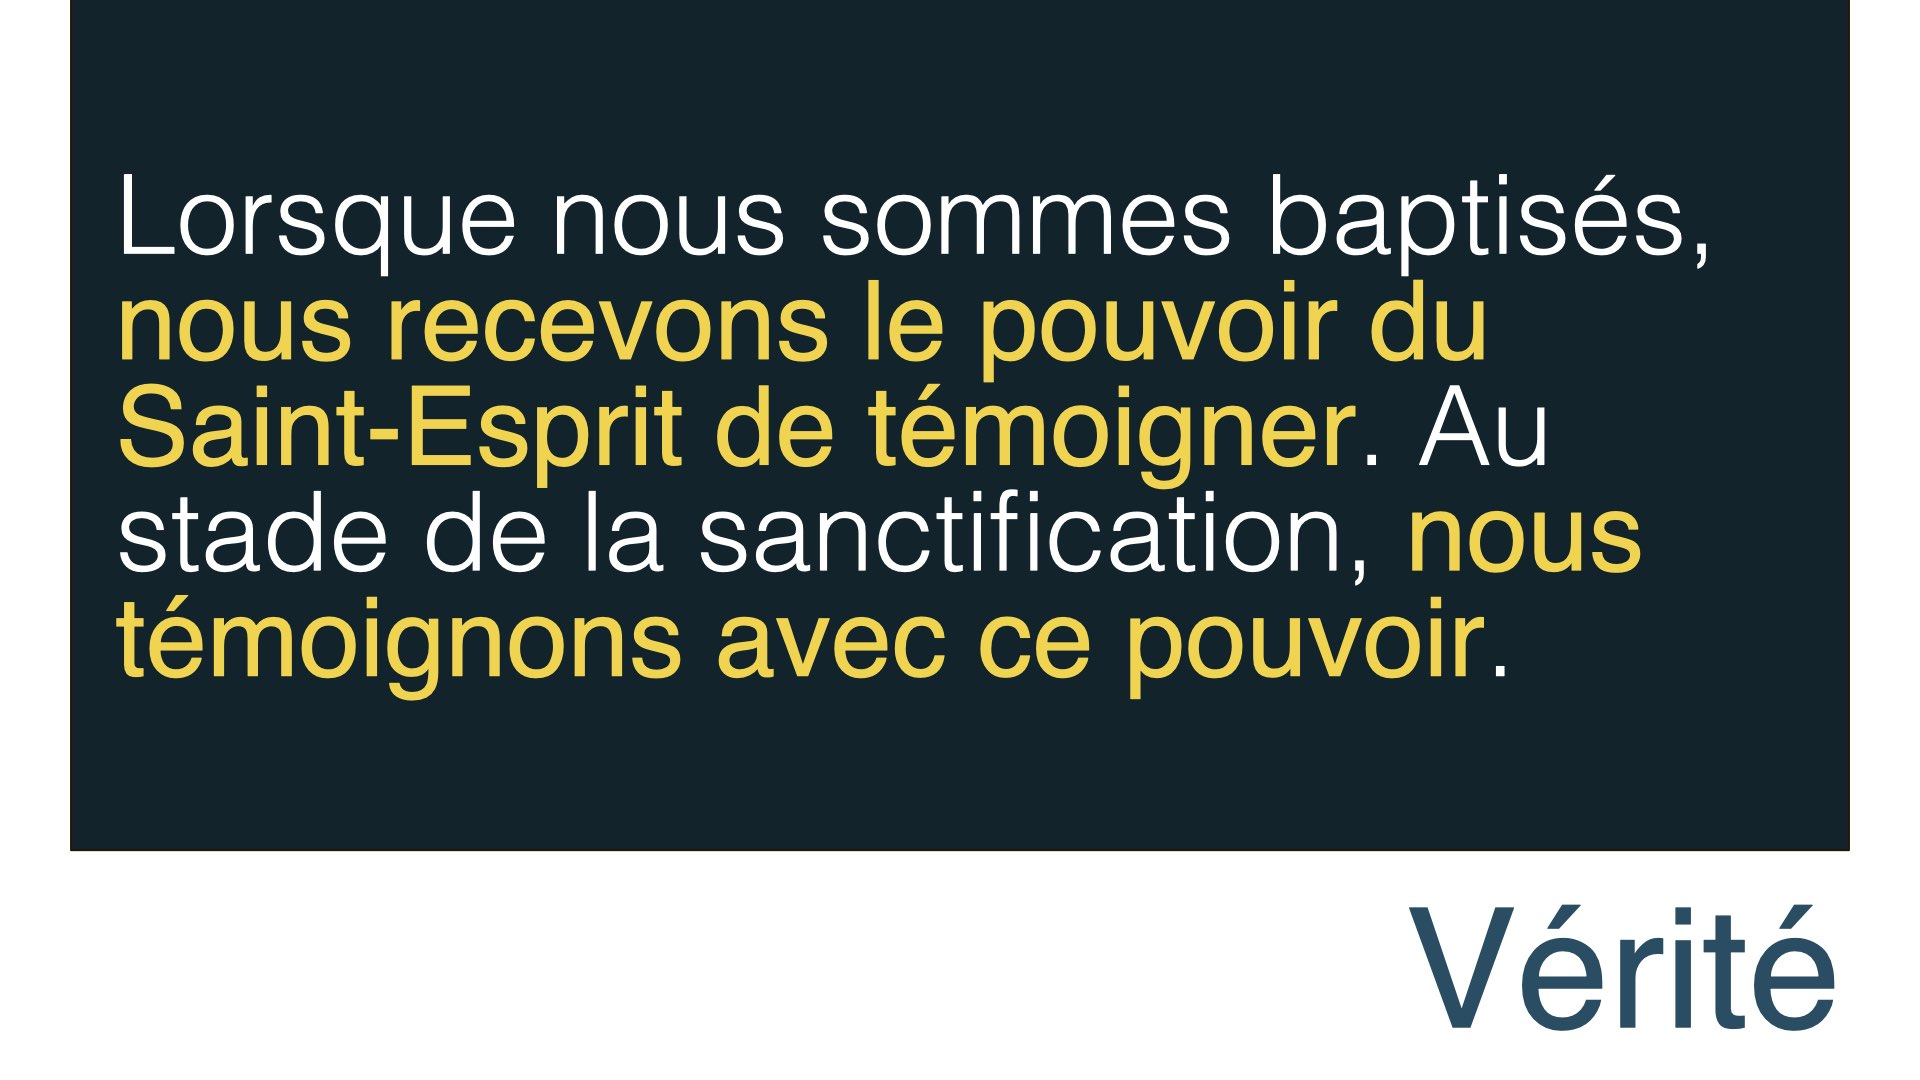 Lorsque nous sommes baptisés,
nous recevons le pouvoir du
Saint-Esprit de témoigner. Au
stade de la sanctification, nous
témoignons avec ce pouvoir.
Vérité